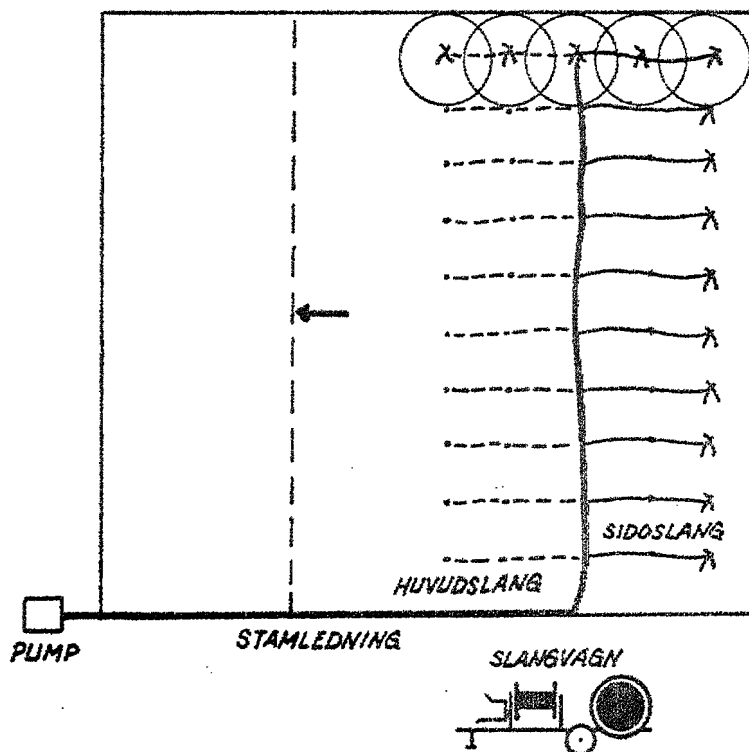 SIDOSLANG
HUVUDSLANG
STAMLEDNING
PUMP
SLANGVAGN